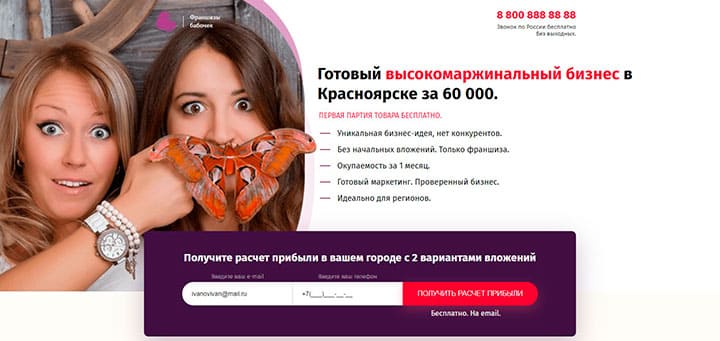 Франшизы
бабочек
8 800 888 88 88
Звонок по России бесплатно
Без выходных.
Готовый высокомаржинальный бизнес в
Красноярске за 60 000.
ПЕРВАЯ ПАРТИЯ ТОВАРА БЕСПЛАТНО.
— Уникальная бизнес-идея, нет конкурентов.
— Без начальных вложений. Только франшиза.
— Окупаемость за 1 месяц.
— Готовый маркетинг. Проверенный бизнес.
— Идеально для регионов.
Получите расчет прибыли в вашем городе с 2 вариантами вложений
Введите ваш e-mail
Введите ваш телефон
ivanovivan@mail.ru
+7(___)___-__-__
ПОЛУЧИТЬ РАСЧЕТ ПРИБЫЛИ
Бесплатно. На email.